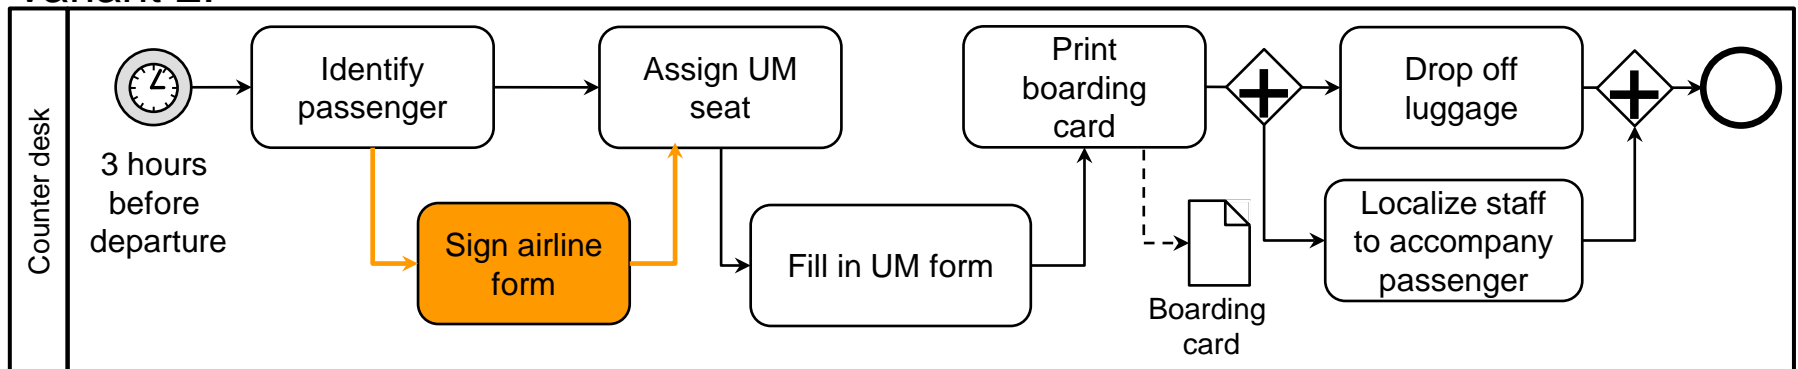 Counter desk
3 hours
before
departure
Identify
passenger
Sign airline
form
Assign UM
seat
Fill in UM form
Print
boarding
card
Boarding
card
Drop off
luggage
Localize staff
to accompany
passenger